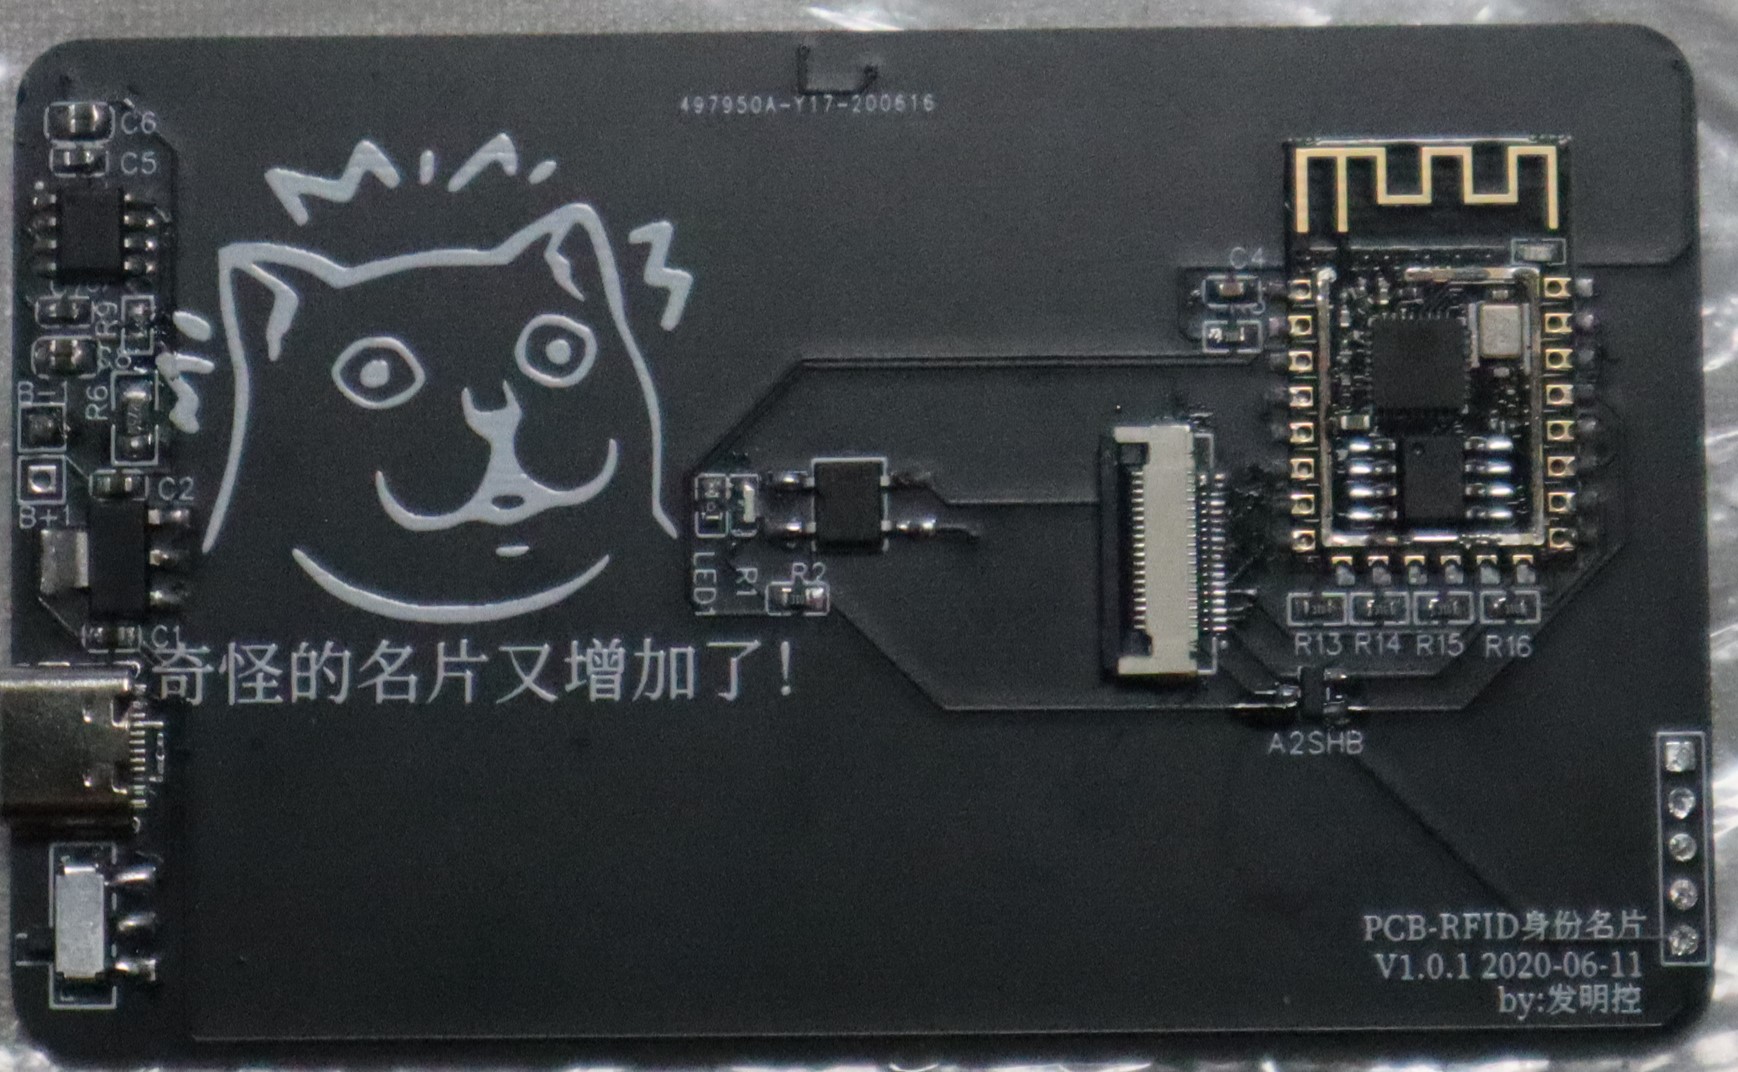 497950A-Y17-200616
C6
C5
R9
B-1
R6
C2
B+1
C1
C4
LED1
R1
R2
R13 R14 R15 R16
A2SHB
奇怪的名片又增加了!
PCB-RFID身份名片
V1.0.1 2020-06-11
by:发明控